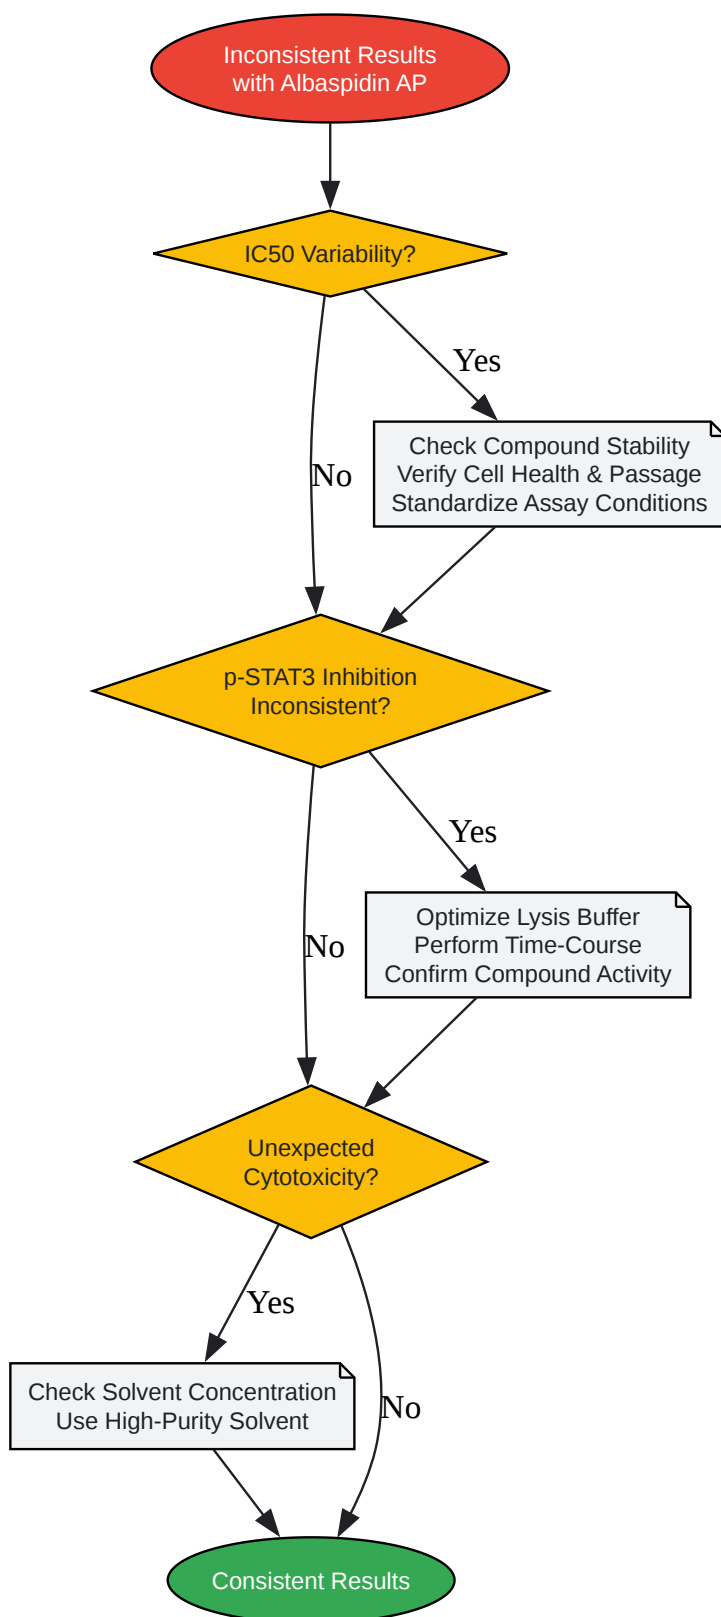 Inconsistent Results
with Albaspidin AP
IC50 Variability?
Yes
Check Compound Stability
Verify Cell Health & Passage
Standardize Assay Conditions
No
p-STAT3 Inhibition
Inconsistent?
Yes
Optimize Lysis Buffer
Perform Time-Course
Confirm Compound Activity
No
Unexpected
Cytotoxicity?
Yes
Check Solvent Concentration
Use High-Purity Solvent
No
Consistent Results